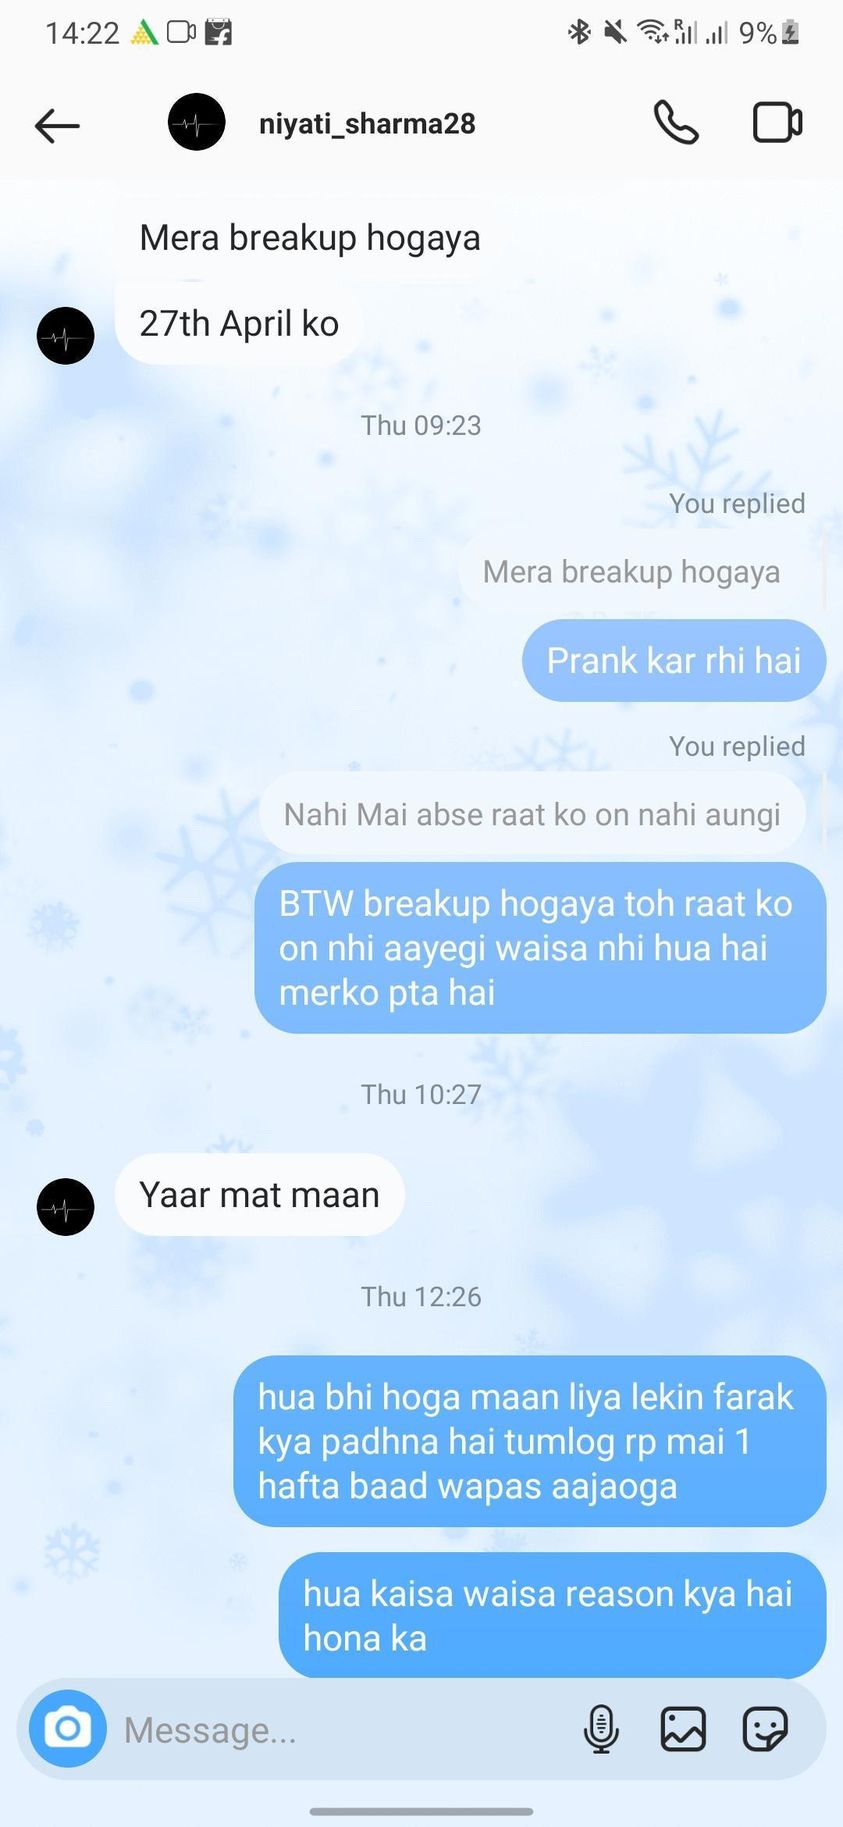 14:22
9%
niyati_sharma28
Mera breakup hogaya
27th April ko
Thu 09:23
You replied
Mera breakup hogaya
Prank kar rhi hai
You replied
Nahi Mai abse raat ko on nahi aungi
BTW breakup hogaya toh raat ko
on nhi aayegi waisa nhi hua hai
merko pta hai
Thu 10:27
Yaar mat maan
Thu 12:26
hua bhi hoga maan liya lekin farak
kya padhna hai tumlog rp mai 1
hafta baad wapas aajaoga
hua kaisa waisa reason kya hai
hona ka
Message...